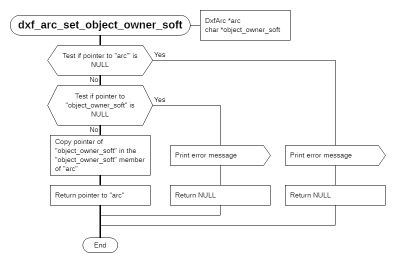 dxf_arc_set_object_owner_soft
DxfArc *arc
char *object_owner_soft
Test if pointer to "arc" is
NULL
Yes
No
Test if pointer to
"object_owner_soft" is
NULL
Yes
No
Copy pointer of
"object_owner_soft" in the
"object_owner_soft" member
of "arc"
Print error message
Print error message
Return pointer to "arc"
Return NULL
Return NULL
End